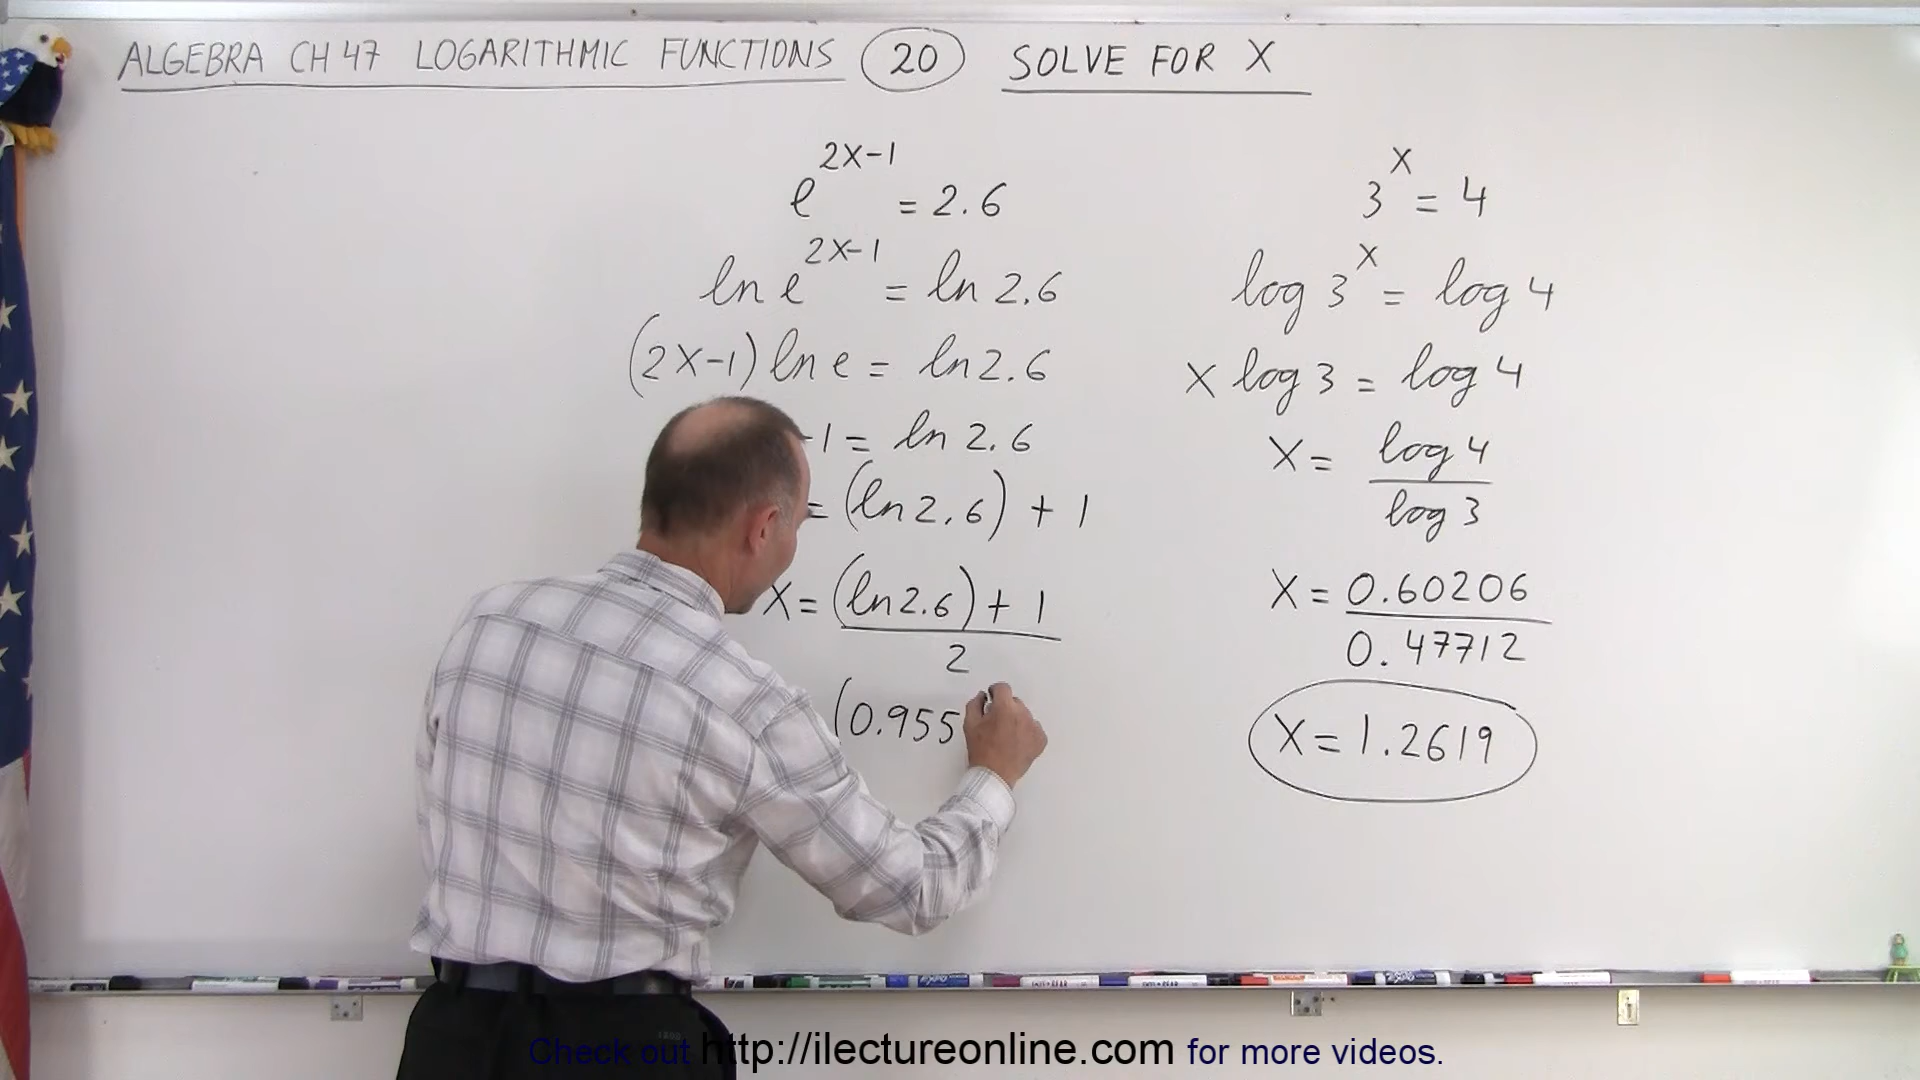 ALGEBRA CH 47 LOGARITHMIC FUNCTIONS 20 SOLVE FOR X
e^{2X-1} = 2.6
ln e^{2X-1} = ln 2.6
(2X-1) ln e = ln 2.6
-1 = ln 2.6
= (ln 2.6) + 1
X = (ln 2.6) + 1
2
(0.955
3^X = 4
log 3^X = log 4
X log 3 = log 4
X = log 4
log 3
X = 0.60206
0.47712
X = 1.2619
Check out http://ilectureonline.com for more videos.